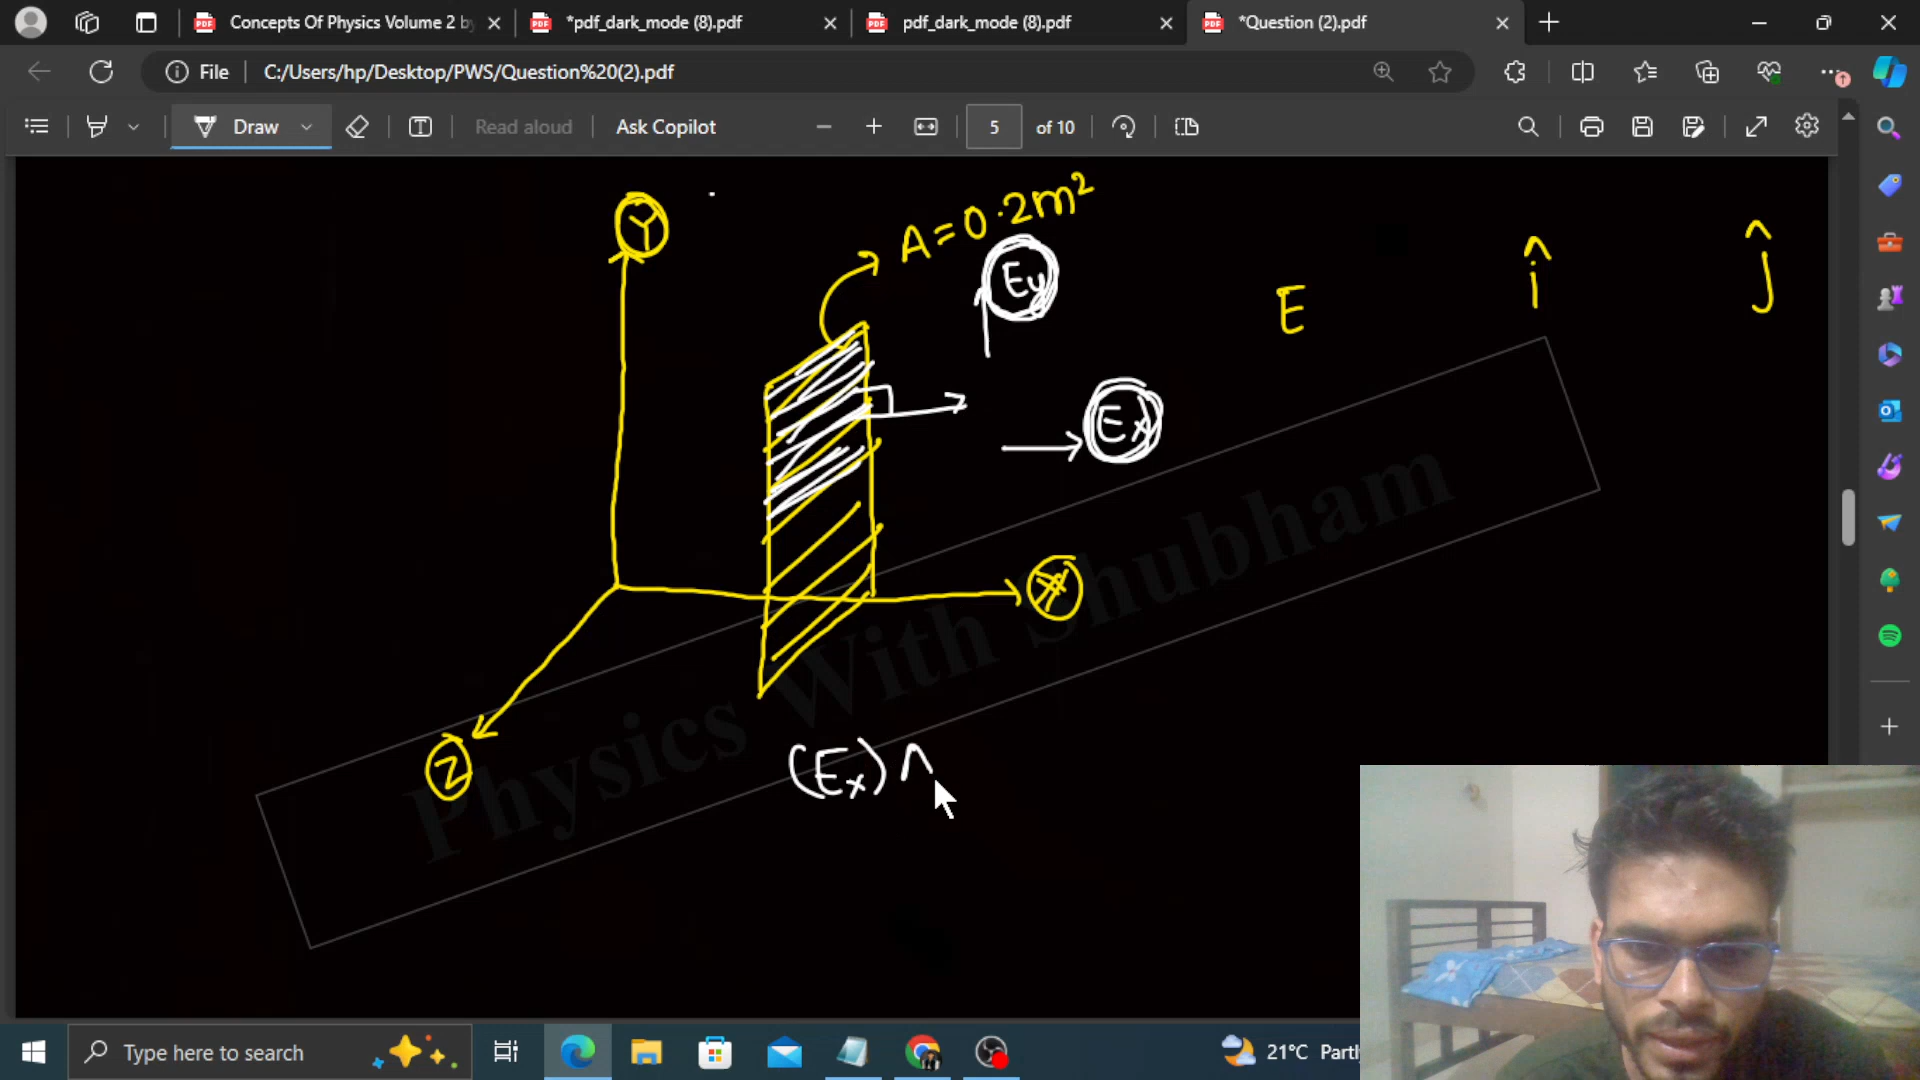 Concepts Of Physics Volume 2 by
*pdf_dark_mode (8).pdf
pdf_dark_mode (8).pdf
*Question (2).pdf
File
C:/Users/hp/Desktop/PWS/Question%20(2).pdf
Draw
Read aloud
Ask Copilot
5
of 10
Y
A = 0.2m²
Ey
E
î
ĵ
Ex
Z
(Ex) ^
Physics With Shubham
Type here to search
21°C Partl